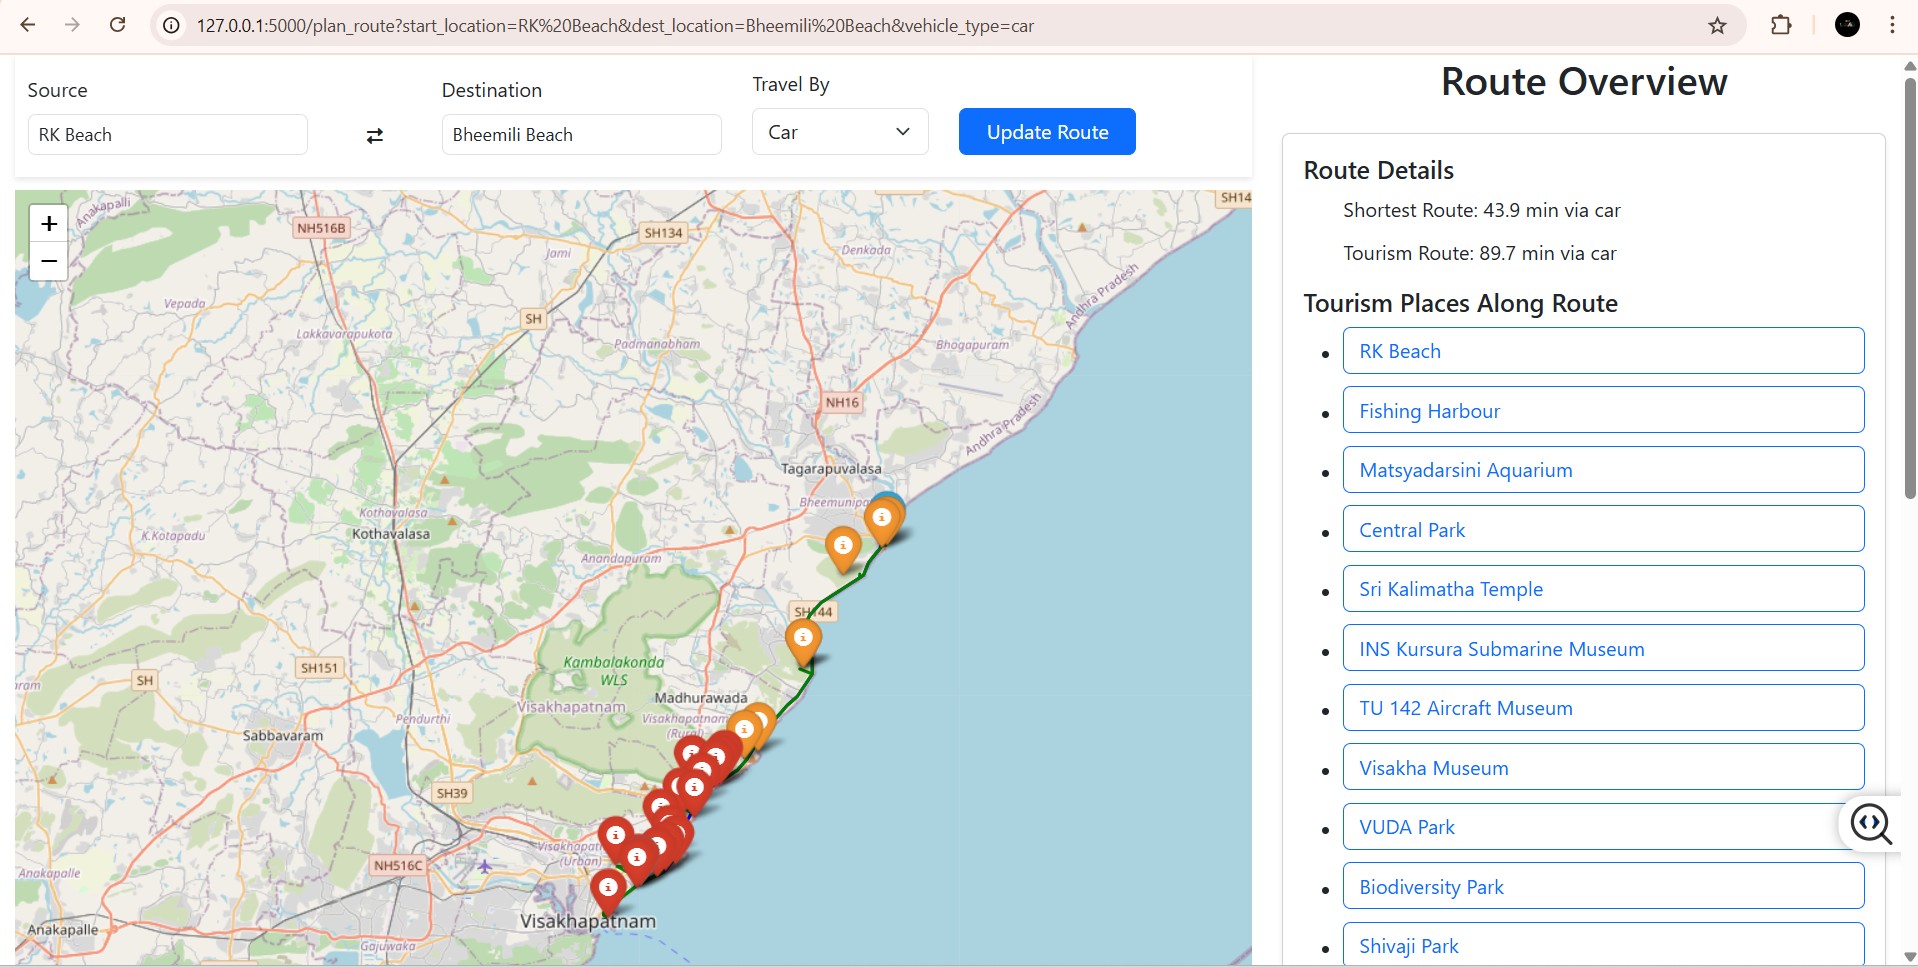 127.0.0.1:5000/plan_route?start_location=RK%20Beach&dest_location=Bheemili%20Beach&vehicle_type=car
Source
Destination
Travel By
RK Beach
Bheemili Beach
Car
Update Route
Route Overview
Route Details
Shortest Route: 43.9 min via car
Tourism Route: 89.7 min via car
Tourism Places Along Route
RK Beach
Fishing Harbour
Matsyadarsini Aquarium
Central Park
Sri Kalimatha Temple
INS Kursura Submarine Museum
TU 142 Aircraft Museum
Visakha Museum
VUDA Park
Biodiversity Park
Shivaji Park
+
−
Anakapalli
NH516B
SH134
SH14
Jami
Denkada
Vepada
SH
Lakkavarapukota
Padmanabham
Bhogapuram
Andhra Pradesh
NH16
Andhra Pradesh
Tagarapuvalasa
Bheemunipa
Kothavalasa
K.Kotapadu
Kothavalasa
Anandapuram
SH144
Kambalakonda
WLS
SH151
SH
aram
Madhurawada
Visakhapatnam
Visakhapatnam
(Rural)
Pendurthi
Sabbavaram
SH39
Visakhapatnam
(Urban)
NH516C
Anakapalle
Visakhapatnam
Anakapalle
Gajuwaka